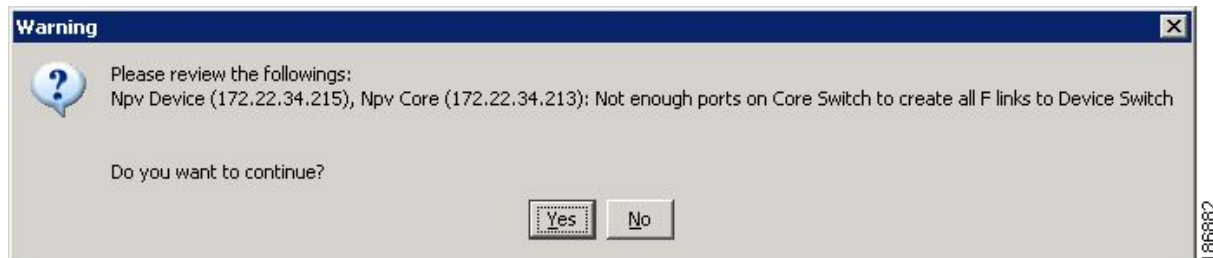 Warning
Please review the followings:
Npv Device (172.22.34.215), Npv Core (172.22.34.213): Not enough ports on Core Switch to create all F links to Device Switch
Do you want to continue?
Yes No
186882